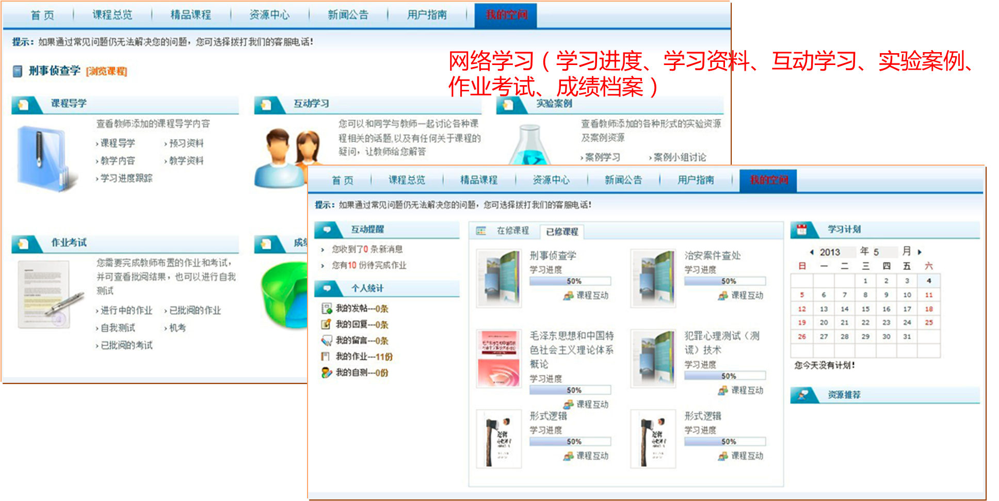 首 页
课程总览
精品课程
资源中心
新闻公告
用户指南
我的空间
提示：如果通过常见问题仍无法解决您的问题，您可选择拨打我们的客服电话！
网络学习（学习进度、学习资料、互动学习、实验案例、
作业考试、成绩档案）
刑事侦查学 [浏览课程]
课程导学
查看教师添加的课程导学内容
› 课程导学
› 预习资料
› 教学内容
› 教学资料
› 学习进度跟踪
互动学习
您可以和同学与教师一起讨论各种课
程相关的话题,以及有任何关于课程的
疑问，让教师给您解答
实验案例
查看教师添加的各种形式的实验资源
及案例资源
› 案例学习
› 案例小组讨论
作业考试
您需要完成教师布置的作业和考试，
并可查看批阅结果，也可以进行自我
测试
› 进行中的作业
› 已批阅的作业
› 自我测试
› 机考
› 已批阅的考试
首 页
课程总览
精品课程
资源中心
新闻公告
用户指南
我的空间
提示：如果通过常见问题仍无法解决您的问题，您可选择拨打我们的客服电话！
互动提醒
› 您收到了0 条新消息
› 您有10 份待完成作业
个人统计
我的发帖---0条
我的回复---0条
我的留言---0条
我的作业---11份
我的自测---0份
在修课程
已修课程
刑事侦查学
学习进度
50%
课程互动
治安案件查处
学习进度
50%
课程互动
毛泽东思想和中国特
色社会主义理论体系
概论
学习进度
50%
课程互动
犯罪心理测试（测
谎）技术
学习进度
50%
课程互动
形式逻辑
学习进度
50%
课程互动
形式逻辑
学习进度
50%
课程互动
学习计划
2013 年 5 月
日 一 二 三 四 五 六
1 2 3 4
5 6 7 8 9 10 11
12 13 14 15 16 17 18
19 20 21 22 23 24 25
26 27 28 29 30 31
您今天没有计划！
资源推荐